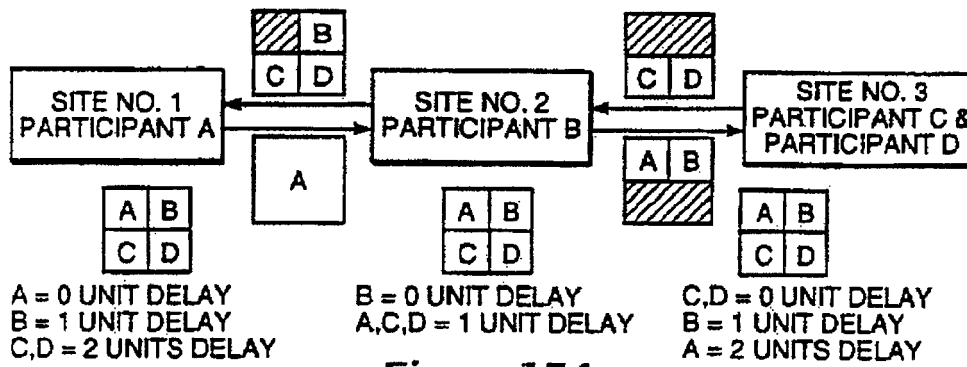 B
C D
C D
SITE NO. 1
PARTICIPANT A
SITE NO. 2
PARTICIPANT B
SITE NO. 3
PARTICIPANT C &
PARTICIPANT D
A
A B
A B
C D
A B
C D
A B
C D
A = 0 UNIT DELAY
B = 1 UNIT DELAY
C,D = 2 UNITS DELAY
B = 0 UNIT DELAY
A,C,D = 1 UNIT DELAY
C,D = 0 UNIT DELAY
B = 1 UNIT DELAY
A = 2 UNITS DELAY